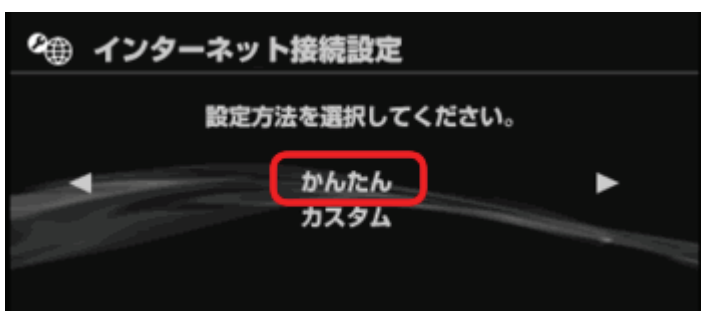 インターネット接続設定
設定方法を選択してください。
かんたん
カスタム